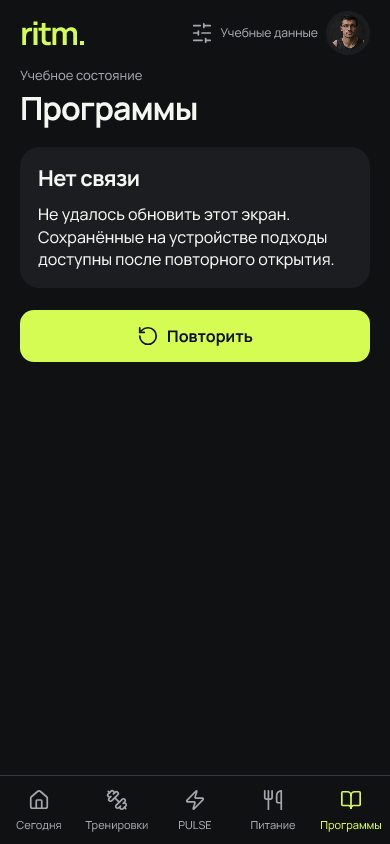 ritm.
Учебные данные
Учебное состояние
Программы
Нет связи
Не удалось обновить этот экран.
Сохранённые на устройстве подходы
доступны после повторного открытия.
Повторить
Сегодня
Тренировки
PULSE
Питание
Программы